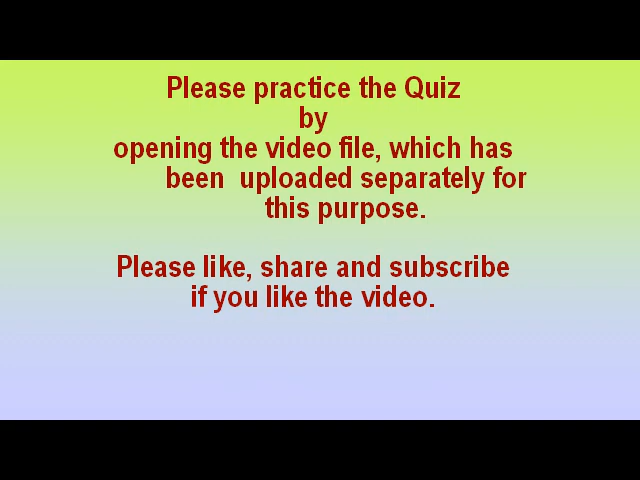 Please practice the Quiz
by
opening the video file, which has
been  uploaded separately for
this purpose.
Please like, share and subscribe
if you like the video.